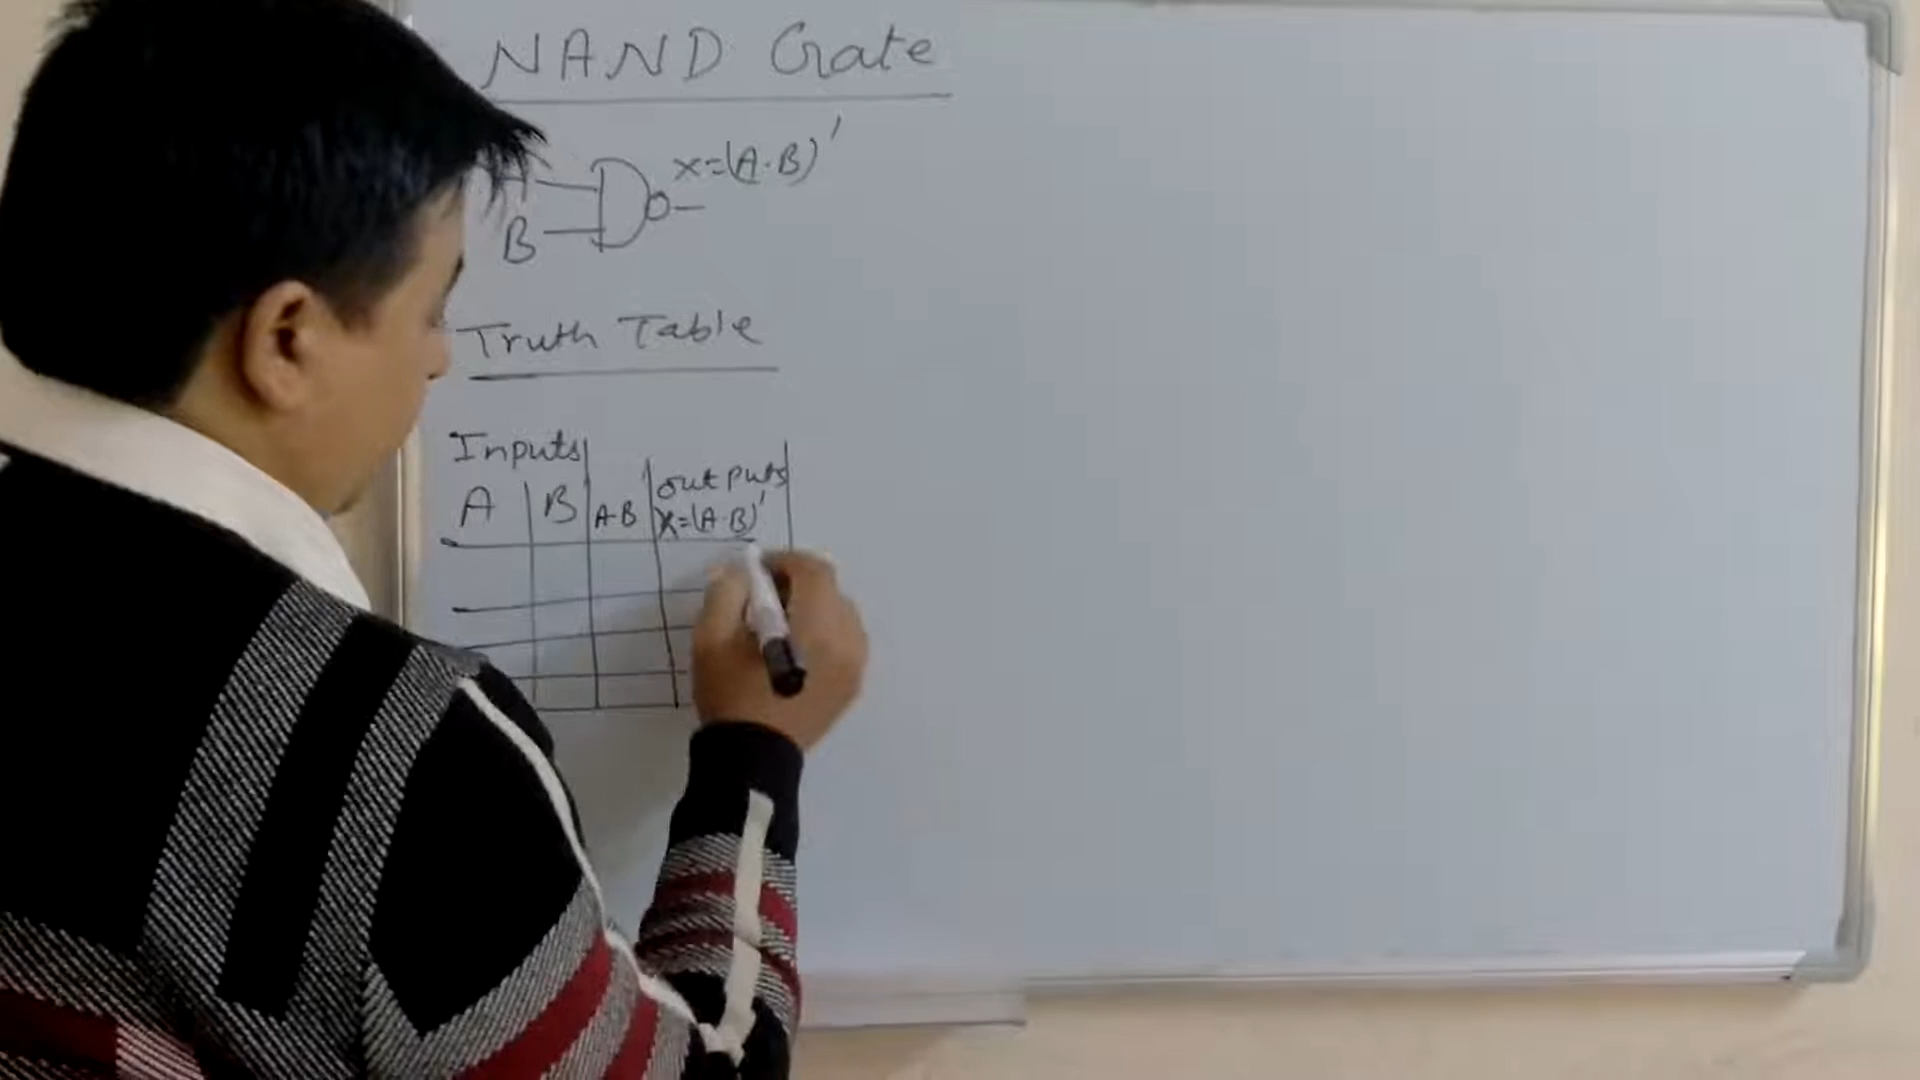 NAND Gate
A X=(A·B)'
B
Truth Table
Inputs outputs
A B A·B X=(A·B)'